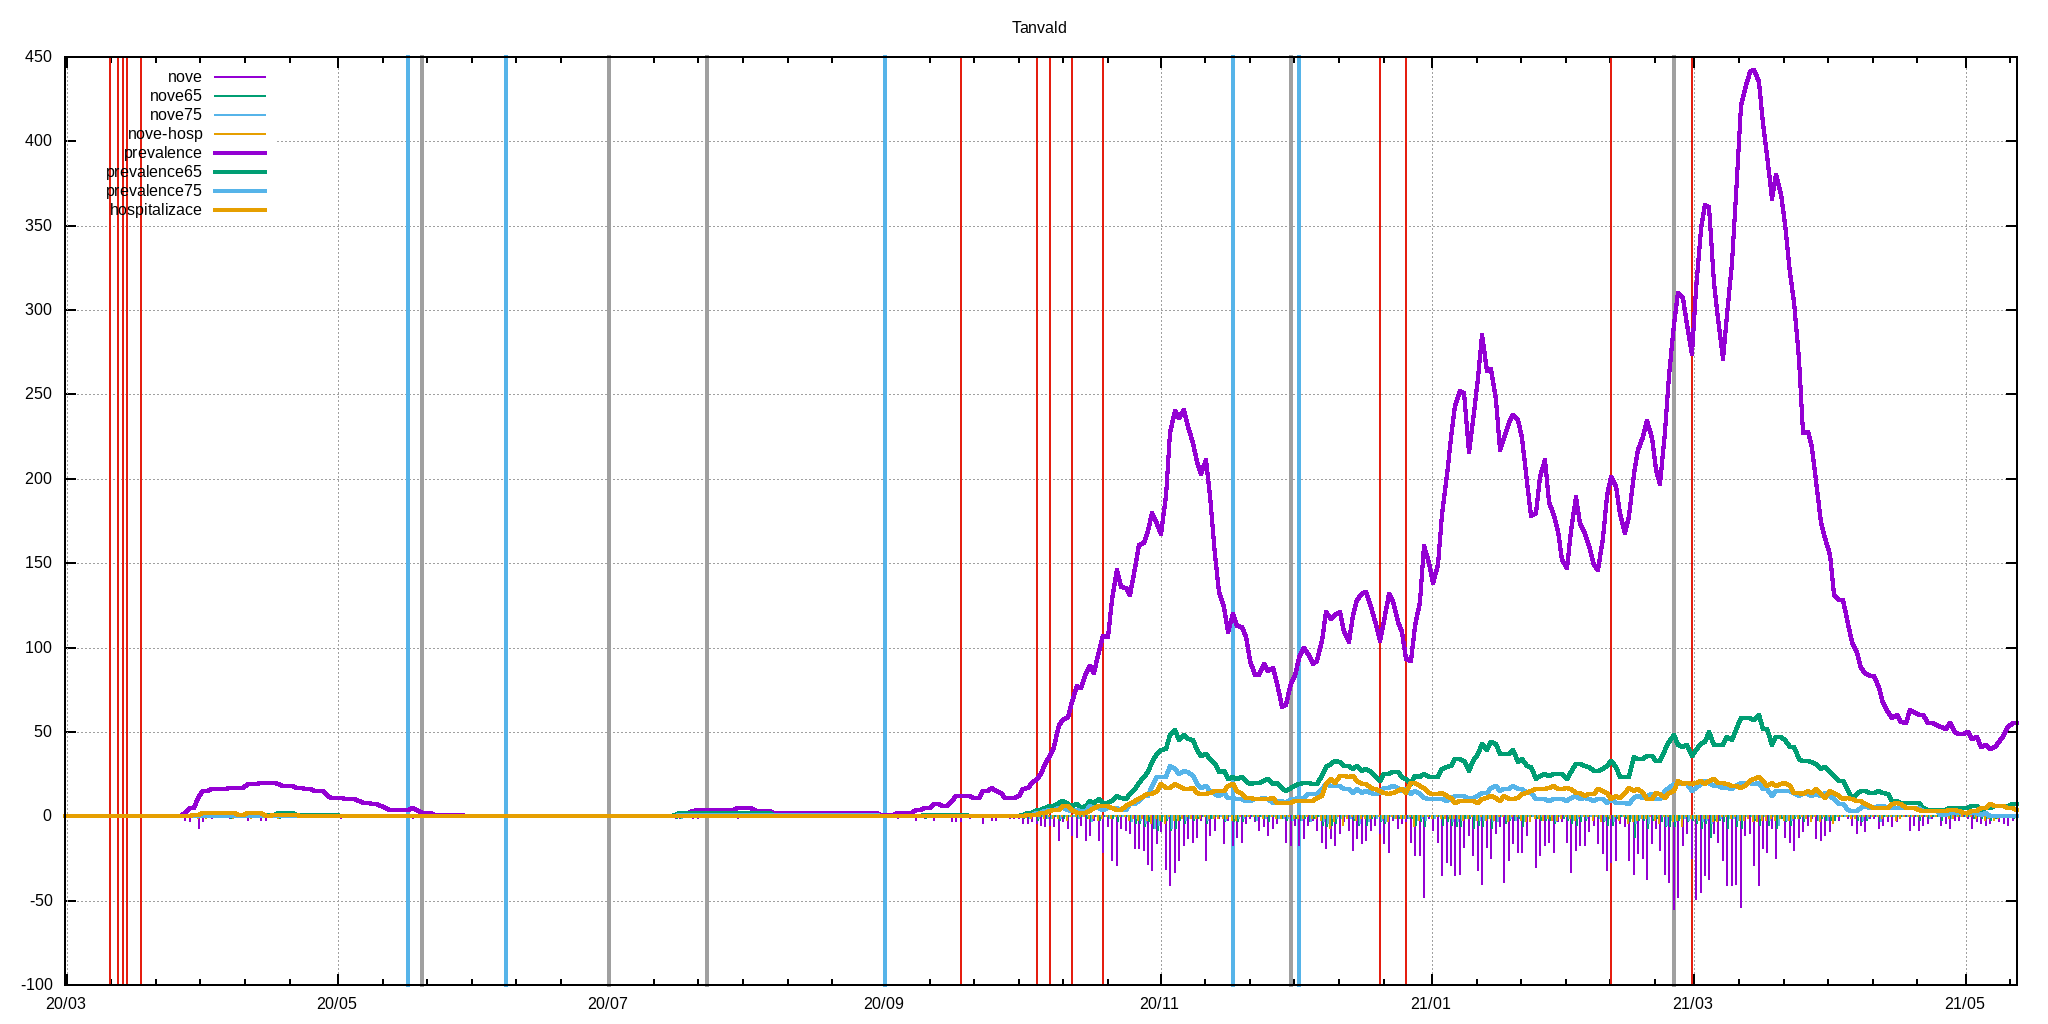 Tanvald
450
400
350
300
250
200
150
100
50
0
-50
-100
nove
nove65
nove75
nove-hosp
prevalence
prevalence65
prevalence75
hospitalizace
20/03 20/05 20/07 20/09 20/11 21/01 21/03 21/05